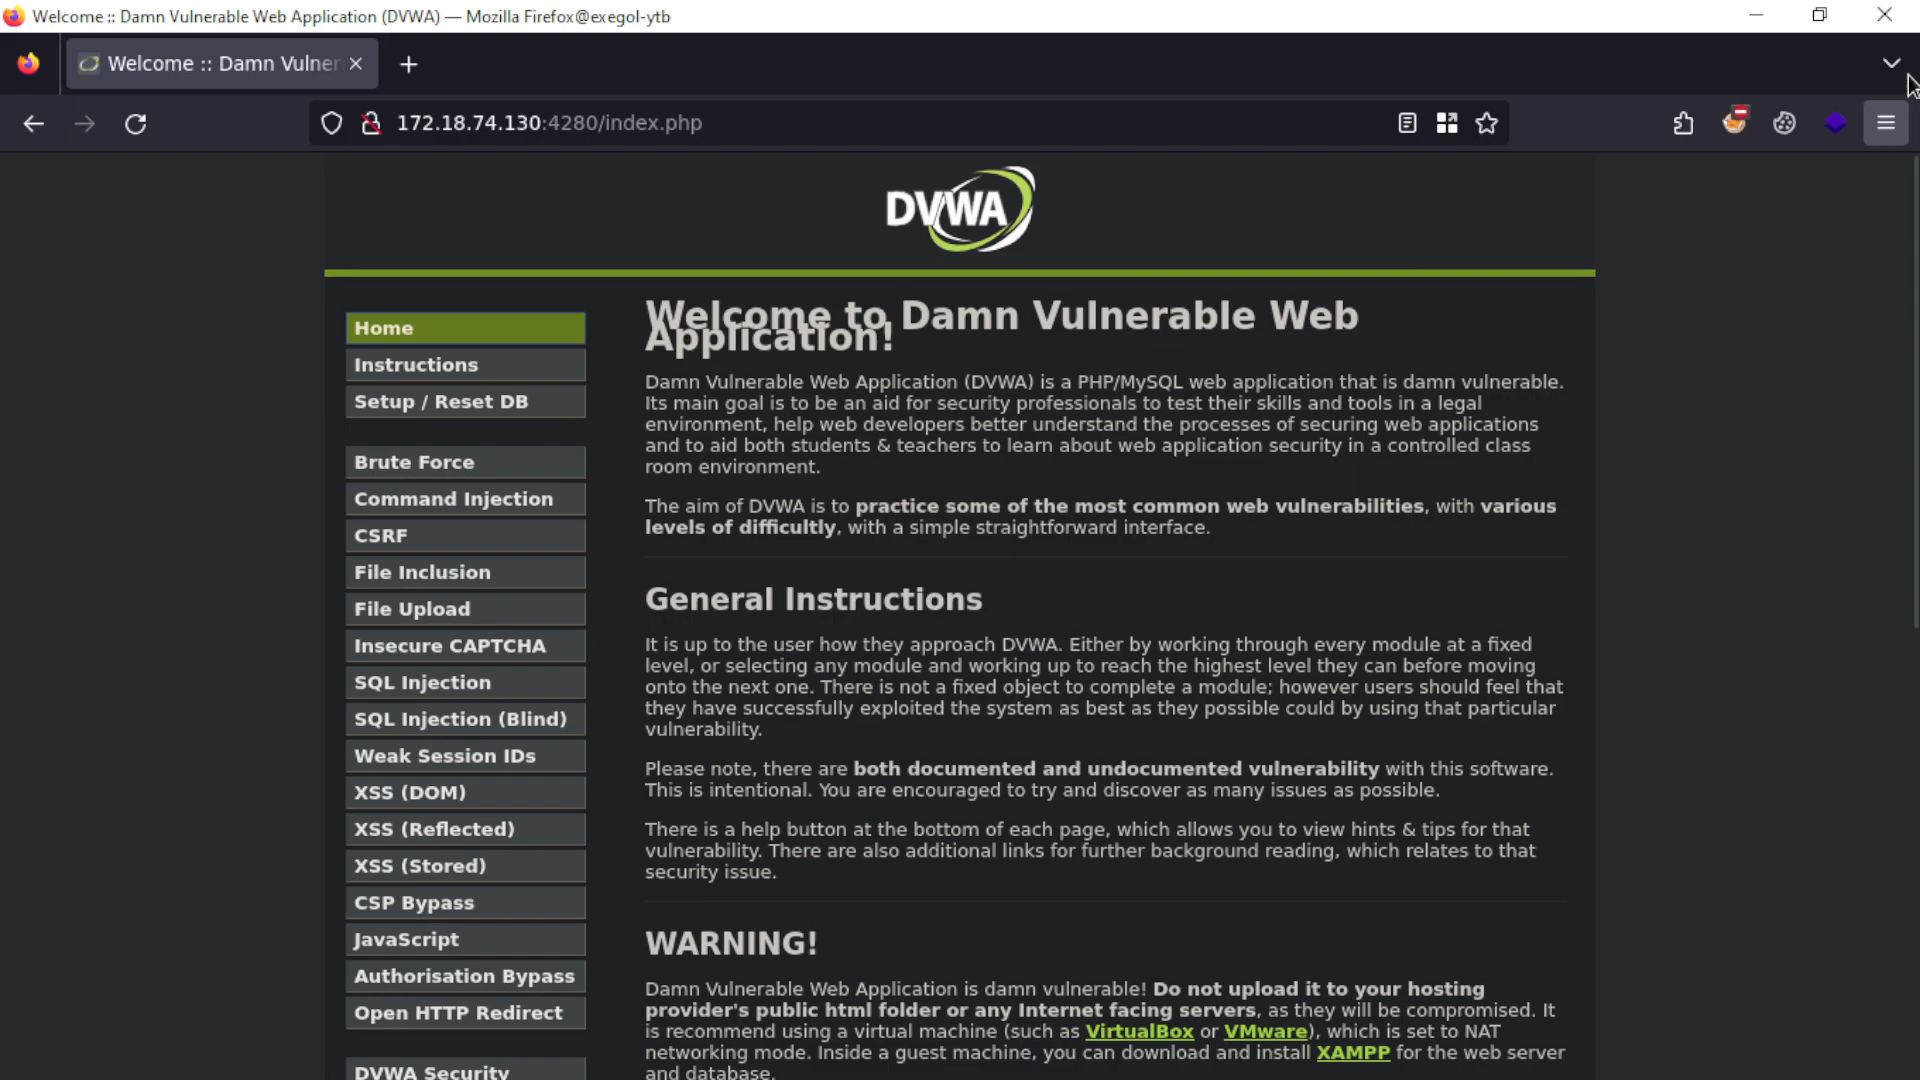 Welcome :: Damn Vulnerable Web Application (DVWA) — Mozilla Firefox@exegol-ytb
Welcome :: Damn Vulner
172.18.74.130:4280/index.php
DVWA
Home
Instructions
Setup / Reset DB
Brute Force
Command Injection
CSRF
File Inclusion
File Upload
Insecure CAPTCHA
SQL Injection
SQL Injection (Blind)
Weak Session IDs
XSS (DOM)
XSS (Reflected)
XSS (Stored)
CSP Bypass
JavaScript
Authorisation Bypass
Open HTTP Redirect
DVWA Security
Welcome to Damn Vulnerable Web
Application!
Damn Vulnerable Web Application (DVWA) is a PHP/MySQL web application that is damn vulnerable.
Its main goal is to be an aid for security professionals to test their skills and tools in a legal
environment, help web developers better understand the processes of securing web applications
and to aid both students & teachers to learn about web application security in a controlled class
room environment.
The aim of DVWA is to practice some of the most common web vulnerabilities, with various
levels of difficultly, with a simple straightforward interface.
General Instructions
It is up to the user how they approach DVWA. Either by working through every module at a fixed
level, or selecting any module and working up to reach the highest level they can before moving
onto the next one. There is not a fixed object to complete a module; however users should feel that
they have successfully exploited the system as best as they possible could by using that particular
vulnerability.
Please note, there are both documented and undocumented vulnerability with this software.
This is intentional. You are encouraged to try and discover as many issues as possible.
There is a help button at the bottom of each page, which allows you to view hints & tips for that
vulnerability. There are also additional links for further background reading, which relates to that
security issue.
WARNING!
Damn Vulnerable Web Application is damn vulnerable! Do not upload it to your hosting
provider's public html folder or any Internet facing servers, as they will be compromised. It
is recommend using a virtual machine (such as VirtualBox or VMware), which is set to NAT
networking mode. Inside a guest machine, you can download and install XAMPP for the web server
and database.